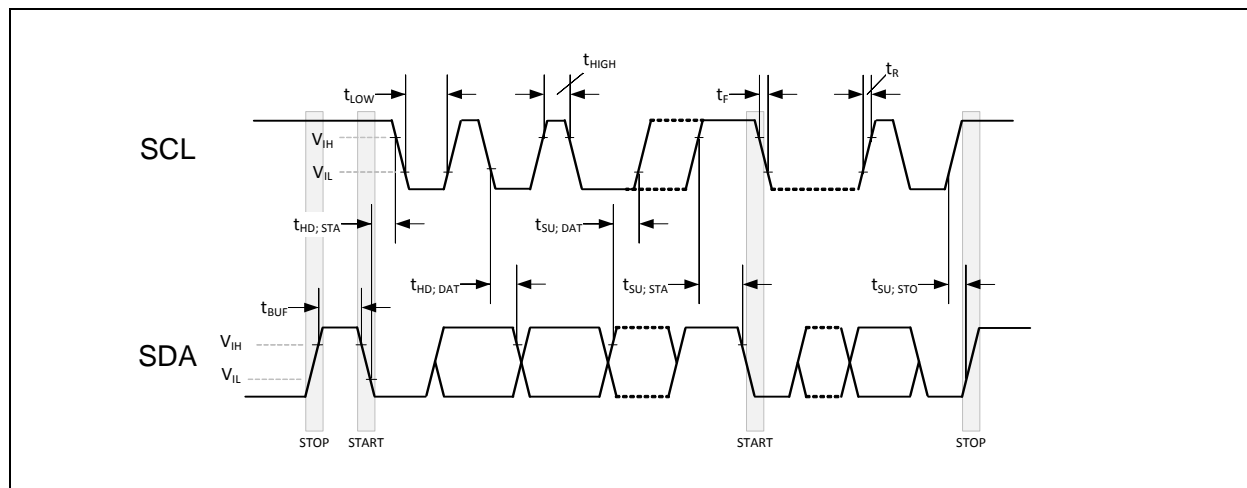 tHIGH
tR
tLOW
tF
VIH
SCL
VIL
tHD; STA
tSU; DAT
tHD; DAT
tSU; STA
tSU; STO
tBUF
VIH
SDA
VIL
STOP START START STOP